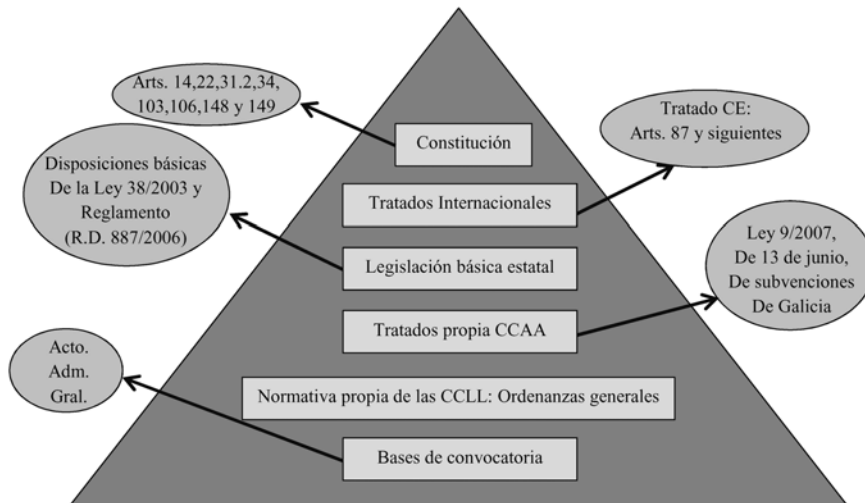 Arts. 14,22,31.2,34,
103,106,148 y 149
Tratado CE:
Arts. 87 y siguientes
Constitución
Disposiciones básicas
De la Ley 38/2003 y
Reglamento
(R.D. 887/2006)
Tratados Internacionales
Ley 9/2007,
De 13 de junio,
De subvenciones
De Galicia
Legislación básica estatal
Tratados propia CCAA
Acto.
Adm.
Gral.
Normativa propia de las CCLL: Ordenanzas generales
Bases de convocatoria